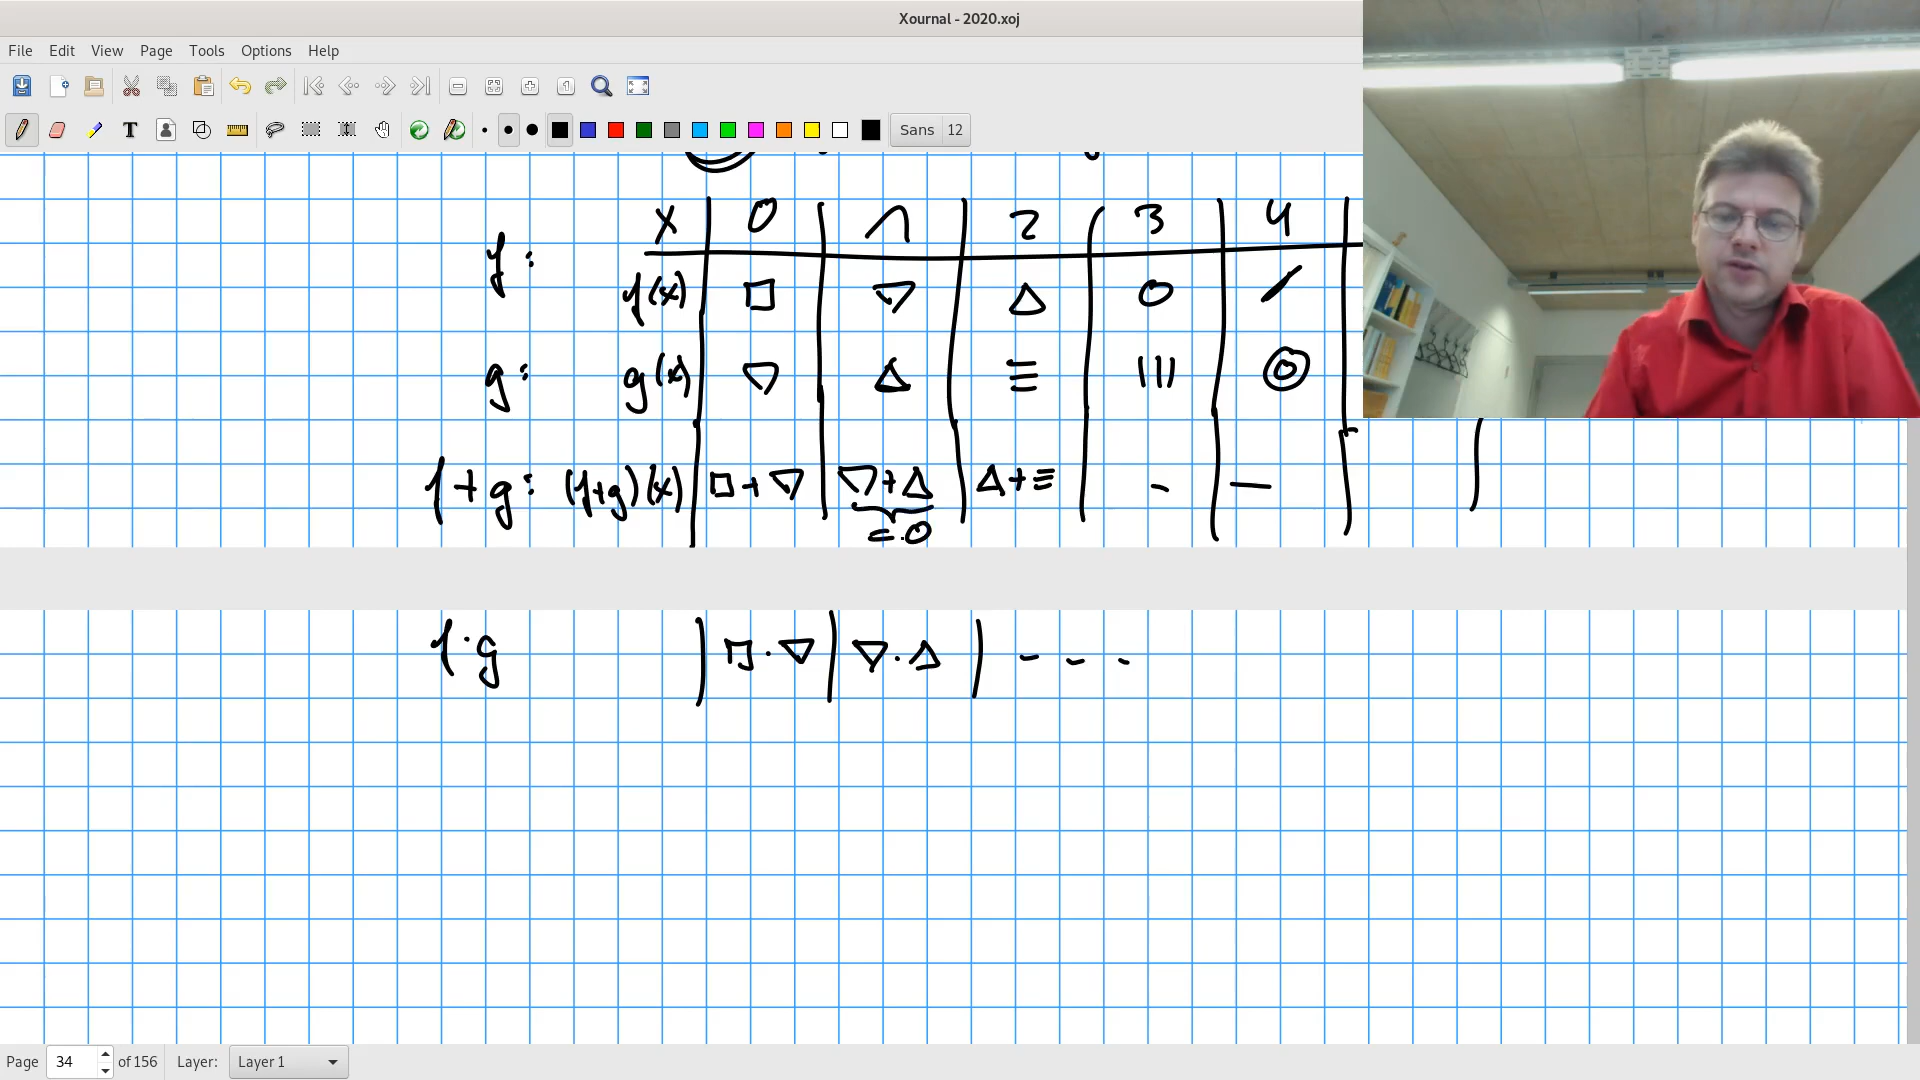 Xournal - 2020.xoj
File Edit View Page Tools Options Help
Sans 12
x | 0 | 1 | 2 | 3 | 4 |
f: f(x) | □ | ▽ | △ | O | / |
g: g(x) | ▽ | △ | ≡ | ||| | ◎ |
f+g: (f+g)(x) | □+▽ | ▽+△ | △+≡ | - | — |
=0
f·g | □·▽ | ▽·△ | - - -
Page 34 of 156 Layer: Layer 1